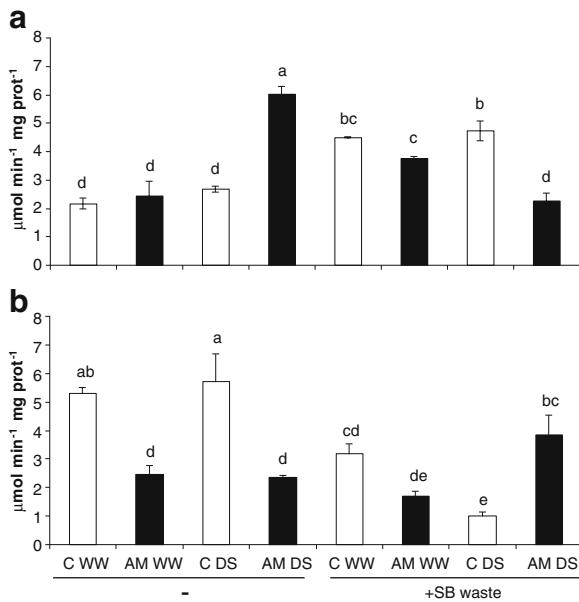 a
8
7
6
5
4
3
2
1
0
μmol min⁻¹ mg prot⁻¹
d
d
d
a
bc
c
b
d
b
8
7
6
5
4
3
2
1
0
μmol min⁻¹ mg prot⁻¹
ab
d
a
d
cd
de
e
bc
C WW AM WW C DS AM DS C WW AM WW C DS AM DS
- +SB waste